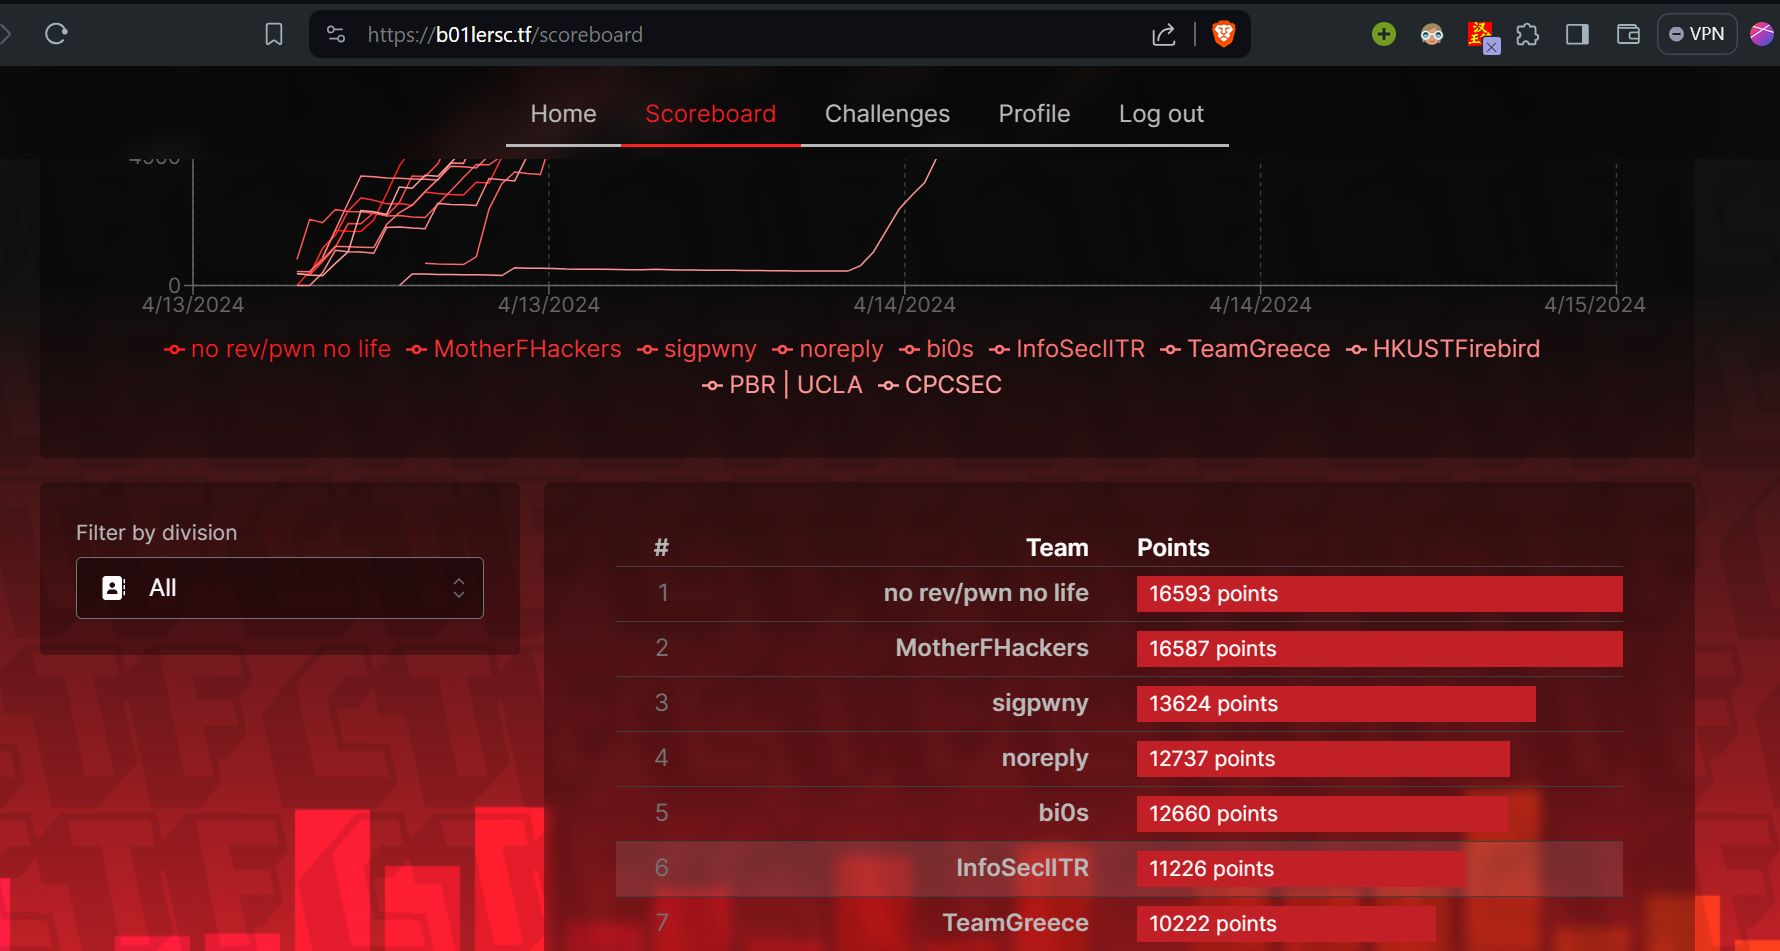 https://b01lersc.tf/scoreboard
VPN
Home Scoreboard Challenges Profile Log out
0
4/13/2024 4/13/2024 4/14/2024 4/14/2024 4/15/2024
no rev/pwn no life MotherFHackers sigpwny noreply bi0s InfoSecIITR TeamGreece HKUSTFirebird
PBR | UCLA CPCSEC
Filter by division
All
# Team Points
1 no rev/pwn no life 16593 points
2 MotherFHackers 16587 points
3 sigpwny 13624 points
4 noreply 12737 points
5 bi0s 12660 points
6 InfoSecIITR 11226 points
7 TeamGreece 10222 points